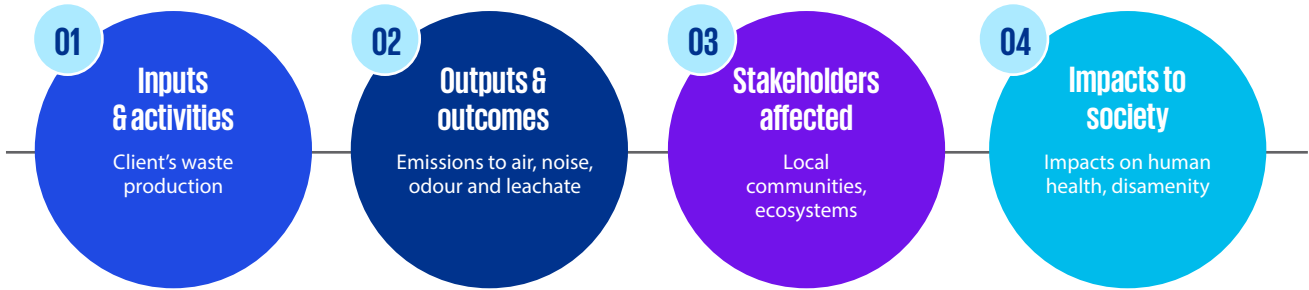 01
Inputs
& activities
Client’s waste
production
02
Outputs &
outcomes
Emissions to air, noise,
odour and leachate
03
Stakeholders
affected
Local
communities,
ecosystems
04
Impacts to
society
Impacts on human
health, disamenity